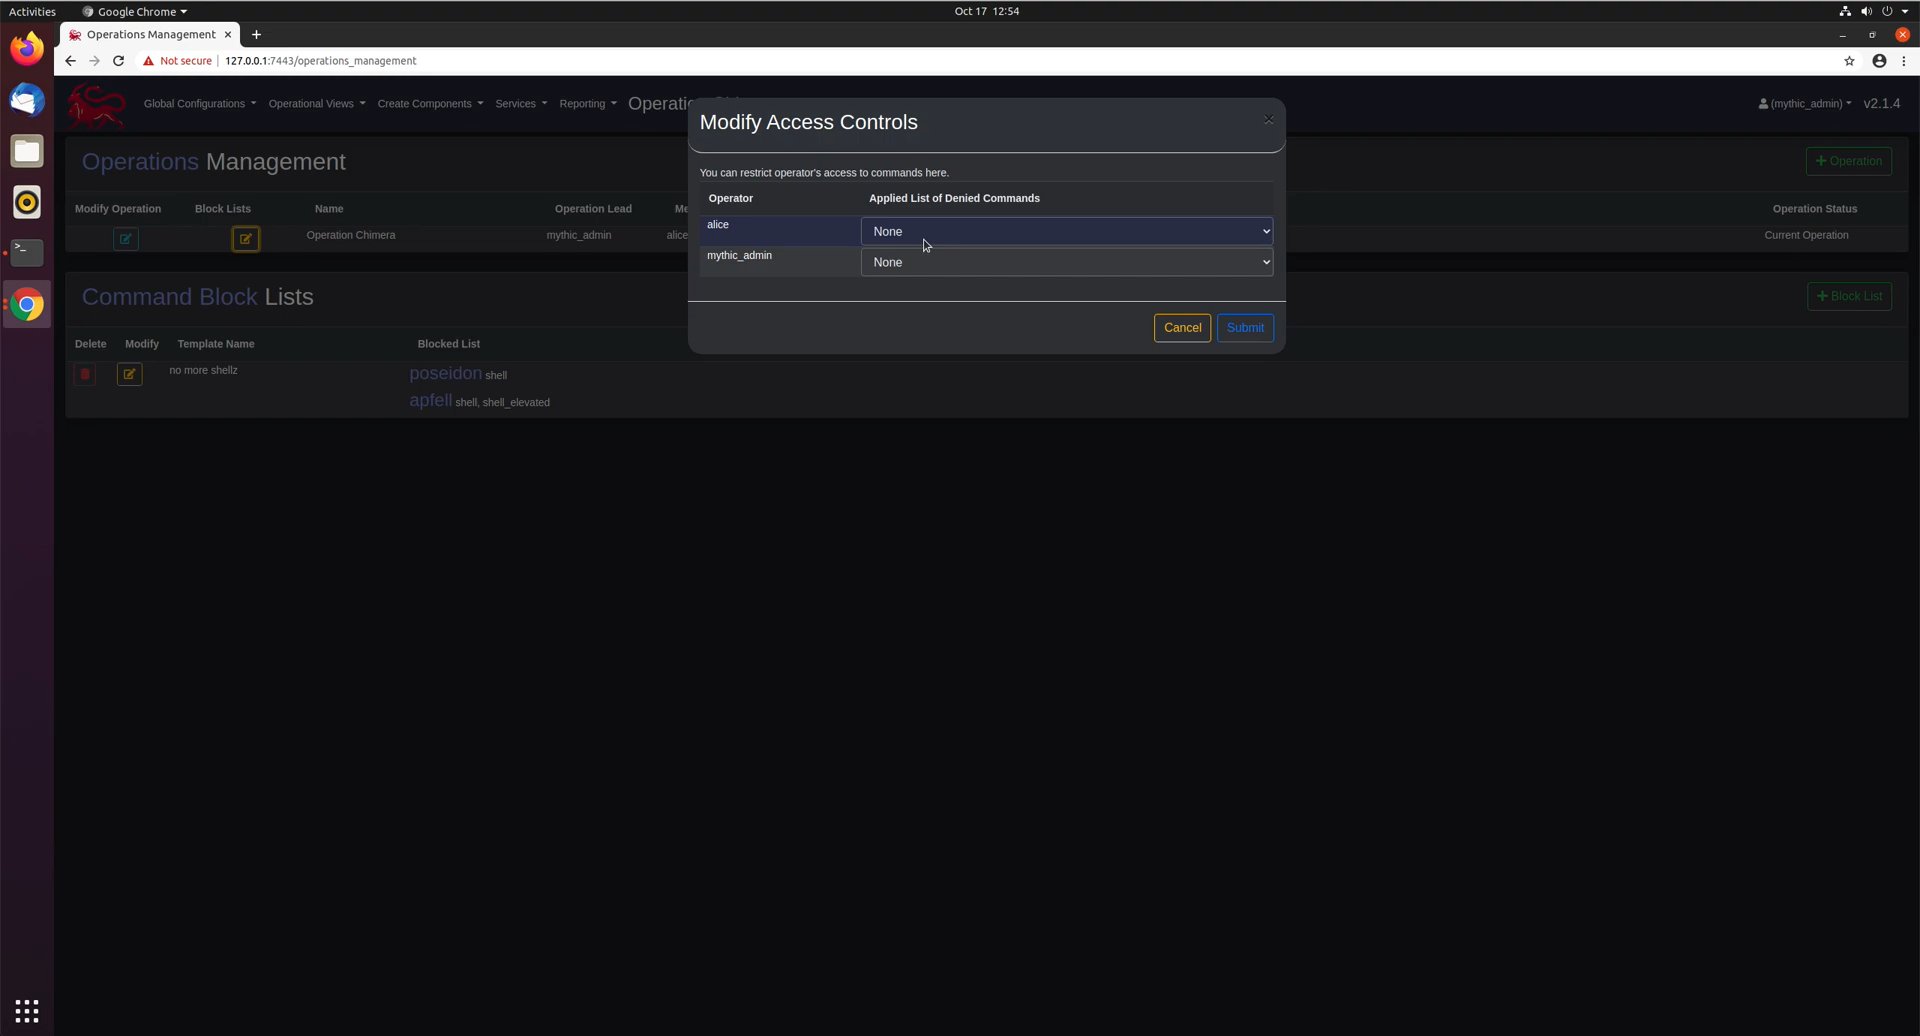 Activities Google Chrome Oct 17 12:54
Operations Management
Not secure 127.0.0.1:7443/operations_management
Global Configurations Operational Views Create Components Services Reporting (mythic_admin) v2.1.4
Modify Access Controls ×
Operations Management + Operation
You can restrict operator's access to commands here.
Operator Applied List of Denied Commands
Modify Operation Block Lists Name Operation Lead Operation Status
alice None
Operation Chimera mythic_admin alice Current Operation
mythic_admin None
Command Block Lists + Block List
Cancel Submit
Delete Modify Template Name Blocked List
no more shellz poseidon shell
apfell shell, shell_elevated